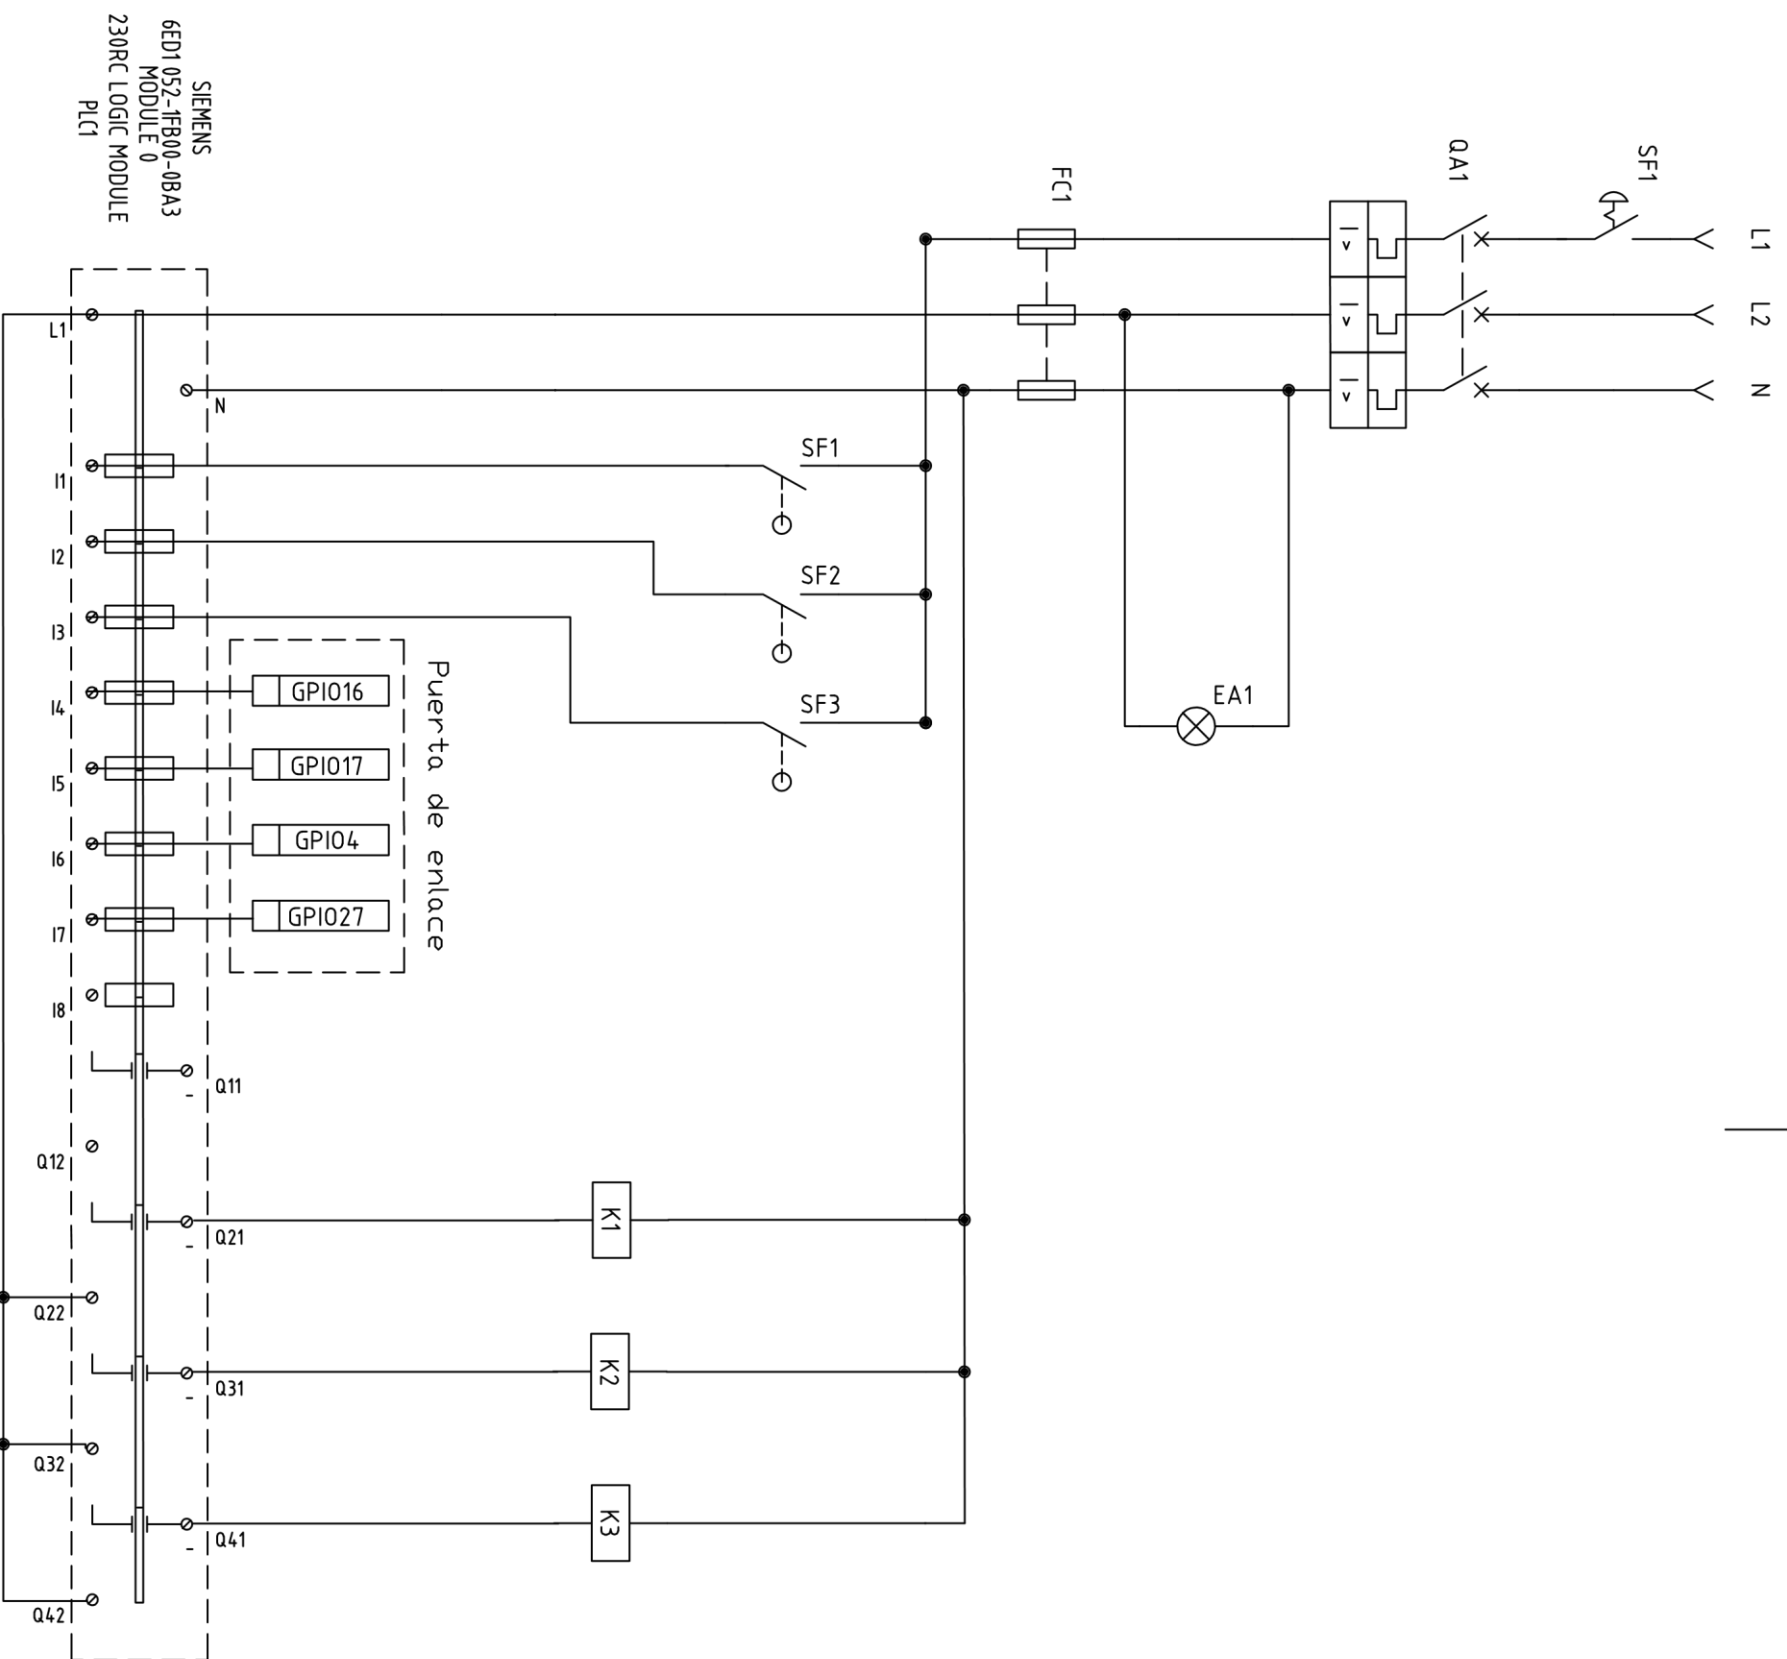 SIEMENS
6ED1 052-1FB00-0BA3
MODULE 0
230RC LOGIC MODULE
PLC1
FC1
QA1
SF1
L1
L2
N
L1
N
I1
I2
I3
I4
I5
I6
I7
I8
SF1
SF2
SF3
EA1
GPIO16
GPIO17
GPIO4
GPIO27
Puerta de enlace
Q11
Q12
Q21
Q22
Q31
Q32
Q41
Q42
K1
K2
K3